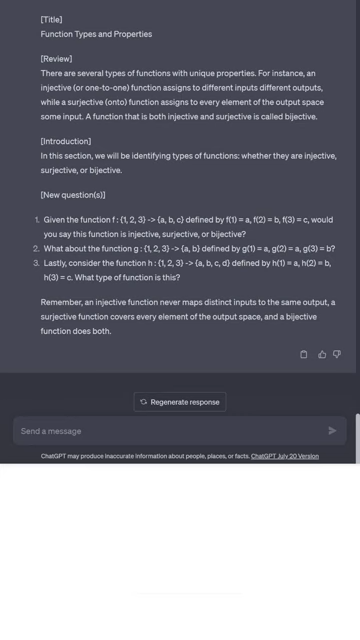 [Title]
Function Types and Properties
[Review]
There are several types of functions with unique properties. For instance, an
injective (or one-to-one) function assigns to different inputs different outputs,
while a surjective (onto) function assigns to every element of the output space
some input. A function that is both injective and surjective is called bijective.
[Introduction]
In this section, we will be identifying types of functions: whether they are injective,
surjective, or bijective.
[New question(s)]
1. Given the function f : {1, 2, 3} -> {a, b, c} defined by f(1) = a, f(2) = b, f(3) = c, would
you say this function is injective, surjective, or bijective?
2. What about the function g : {1, 2, 3} -> {a, b} defined by g(1) = a, g(2) = a, g(3) = b?
3. Lastly, consider the function h : {1, 2, 3} -> {a, b, c, d} defined by h(1) = a, h(2) = b,
h(3) = c. What type of function is this?
Remember, an injective function never maps distinct inputs to the same output, a
surjective function covers every element of the output space, and a bijective
function does both.
Regenerate response
Send a message
ChatGPT may produce inaccurate information about people, places, or facts. ChatGPT July 20 Version